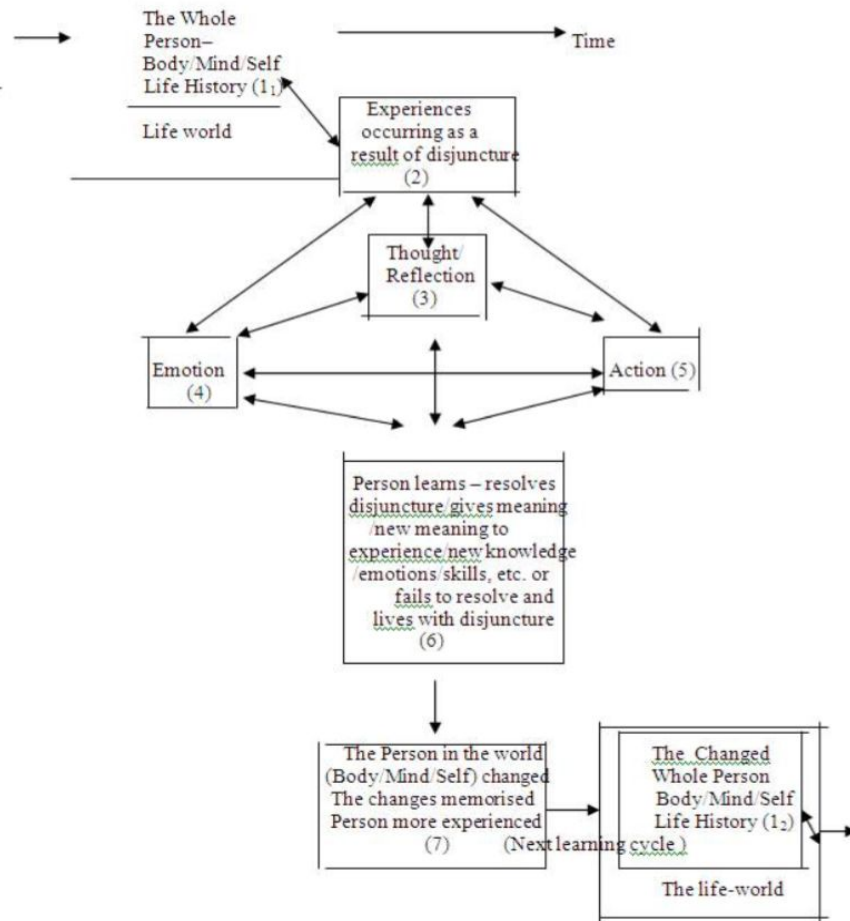 The Whole
Person–
Body/Mind/Self
Life History (1₁)
Life world
Time
Experiences
occurring as a
result of disjuncture
(2)
Thought/
Reflection
(3)
Emotion
(4)
Action (5)
Person learns – resolves
disjuncture/gives meaning
/new meaning to
experience/new knowledge
/emotions/skills, etc. or
fails to resolve and
lives with disjuncture
(6)
The Person in the world
(Body/Mind/Self) changed
The changes memorised
Person more experienced
(7)
(Next learning cycle )
The Changed
Whole Person
Body/Mind/Self
Life History (1₂)
The life-world